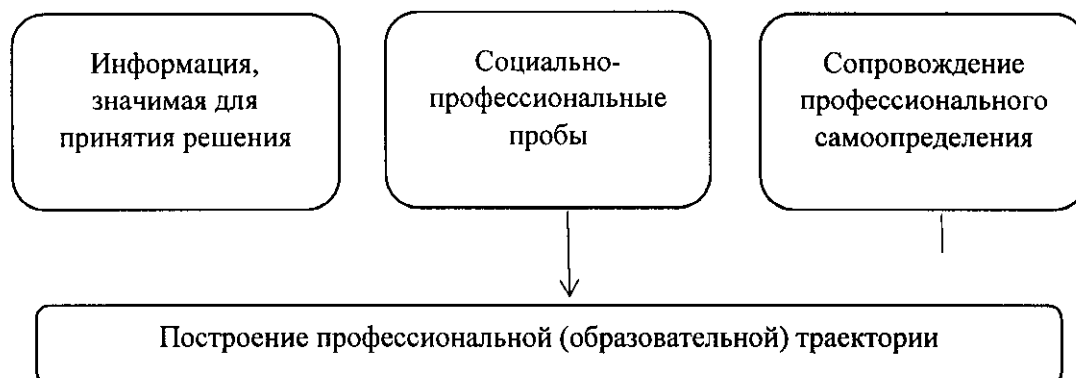 Информация,
значимая для
принятия решения
Социально-
профессиональные
пробы
Сопровождение
профессионального
самоопределения
Построение профессиональной (образовательной) траектории